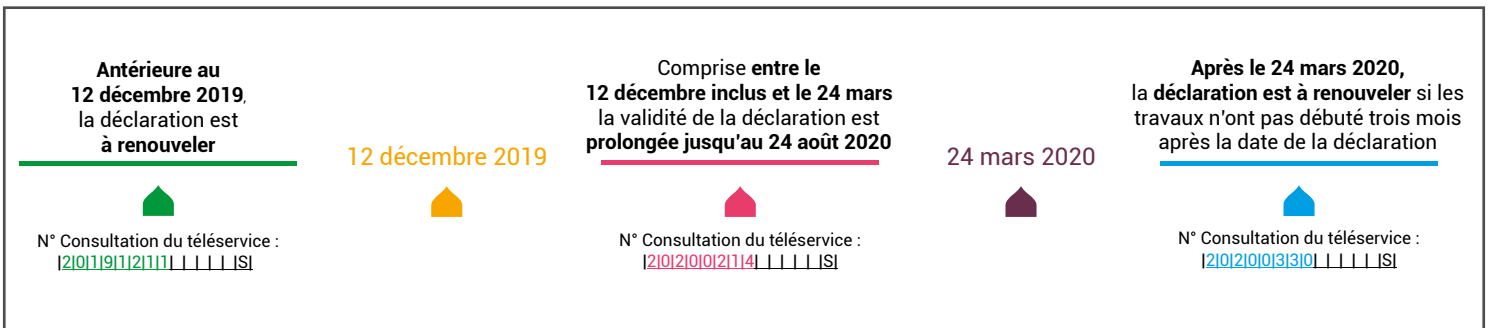 Antérieure au
12 décembre 2019,
la déclaration est
à renouveler
N° Consultation du téléservice :
|2|0|1|9|1|2|1|1|_|_|_|_|_|S|
12 décembre 2019
Comprise entre le
12 décembre inclus et le 24 mars
la validité de la déclaration est
prolongée jusqu'au 24 août 2020
N° Consultation du téléservice :
|2|0|2|0|0|2|1|4|_|_|_|_|_|S|
24 mars 2020
Après le 24 mars 2020,
la déclaration est à renouveler si les
travaux n'ont pas débuté trois mois
après la date de la déclaration
N° Consultation du téléservice :
|2|0|2|0|0|3|3|0|_|_|_|_|_|S|